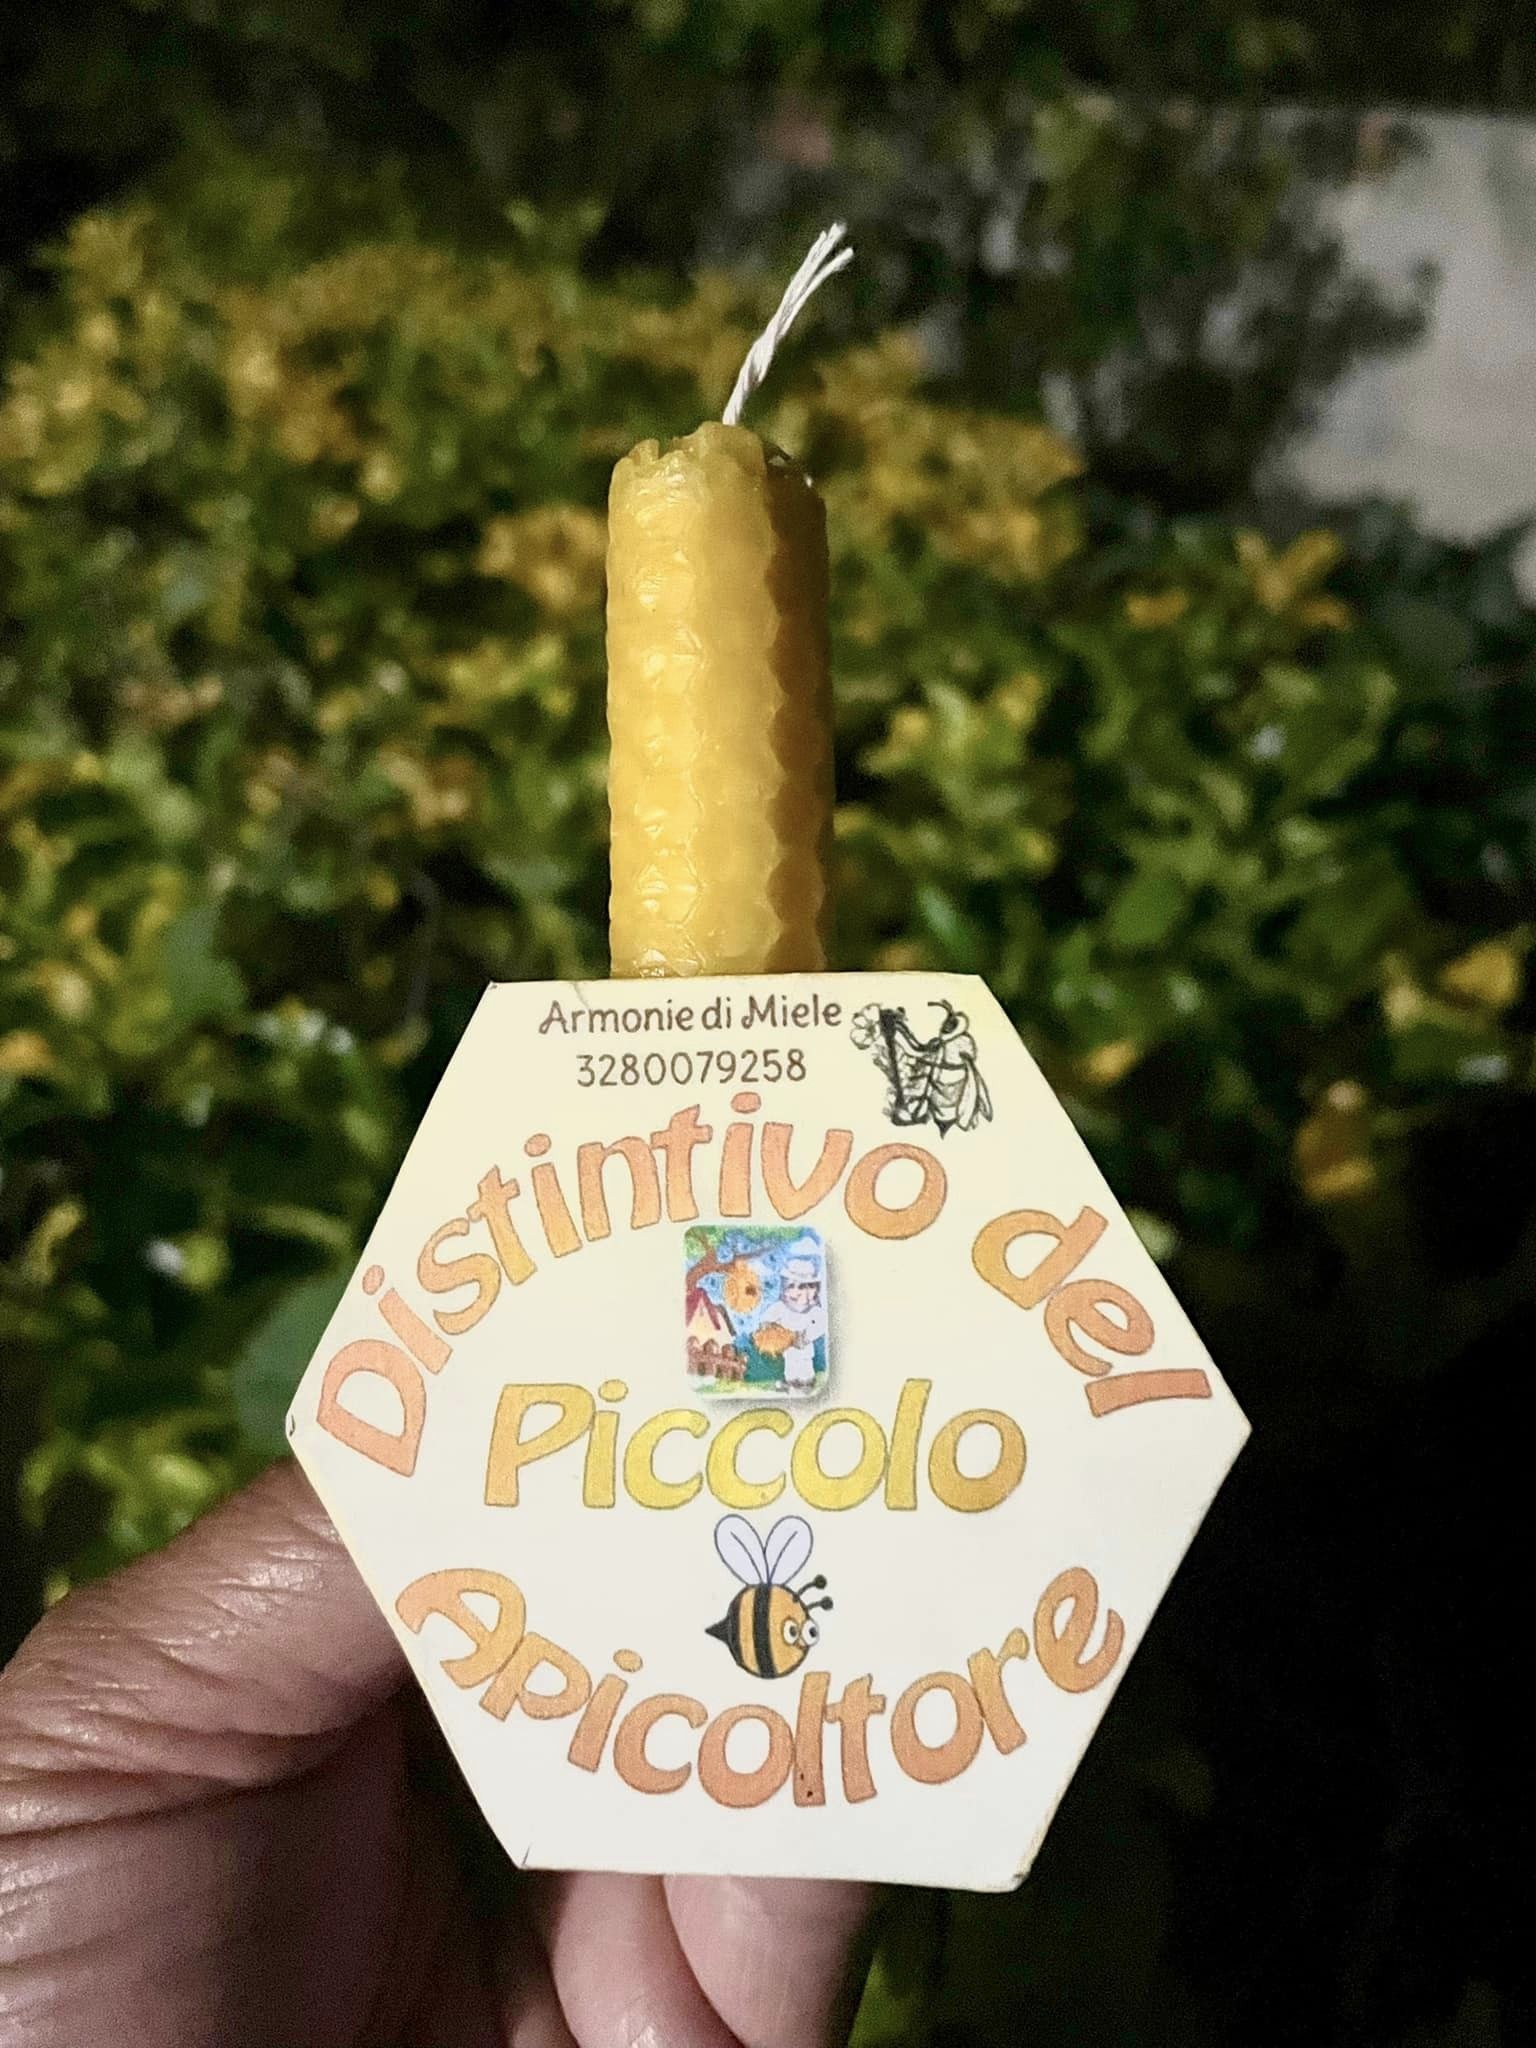 Armonie di Miele
3280079258
Distintivo del
Piccolo
Apicoltore